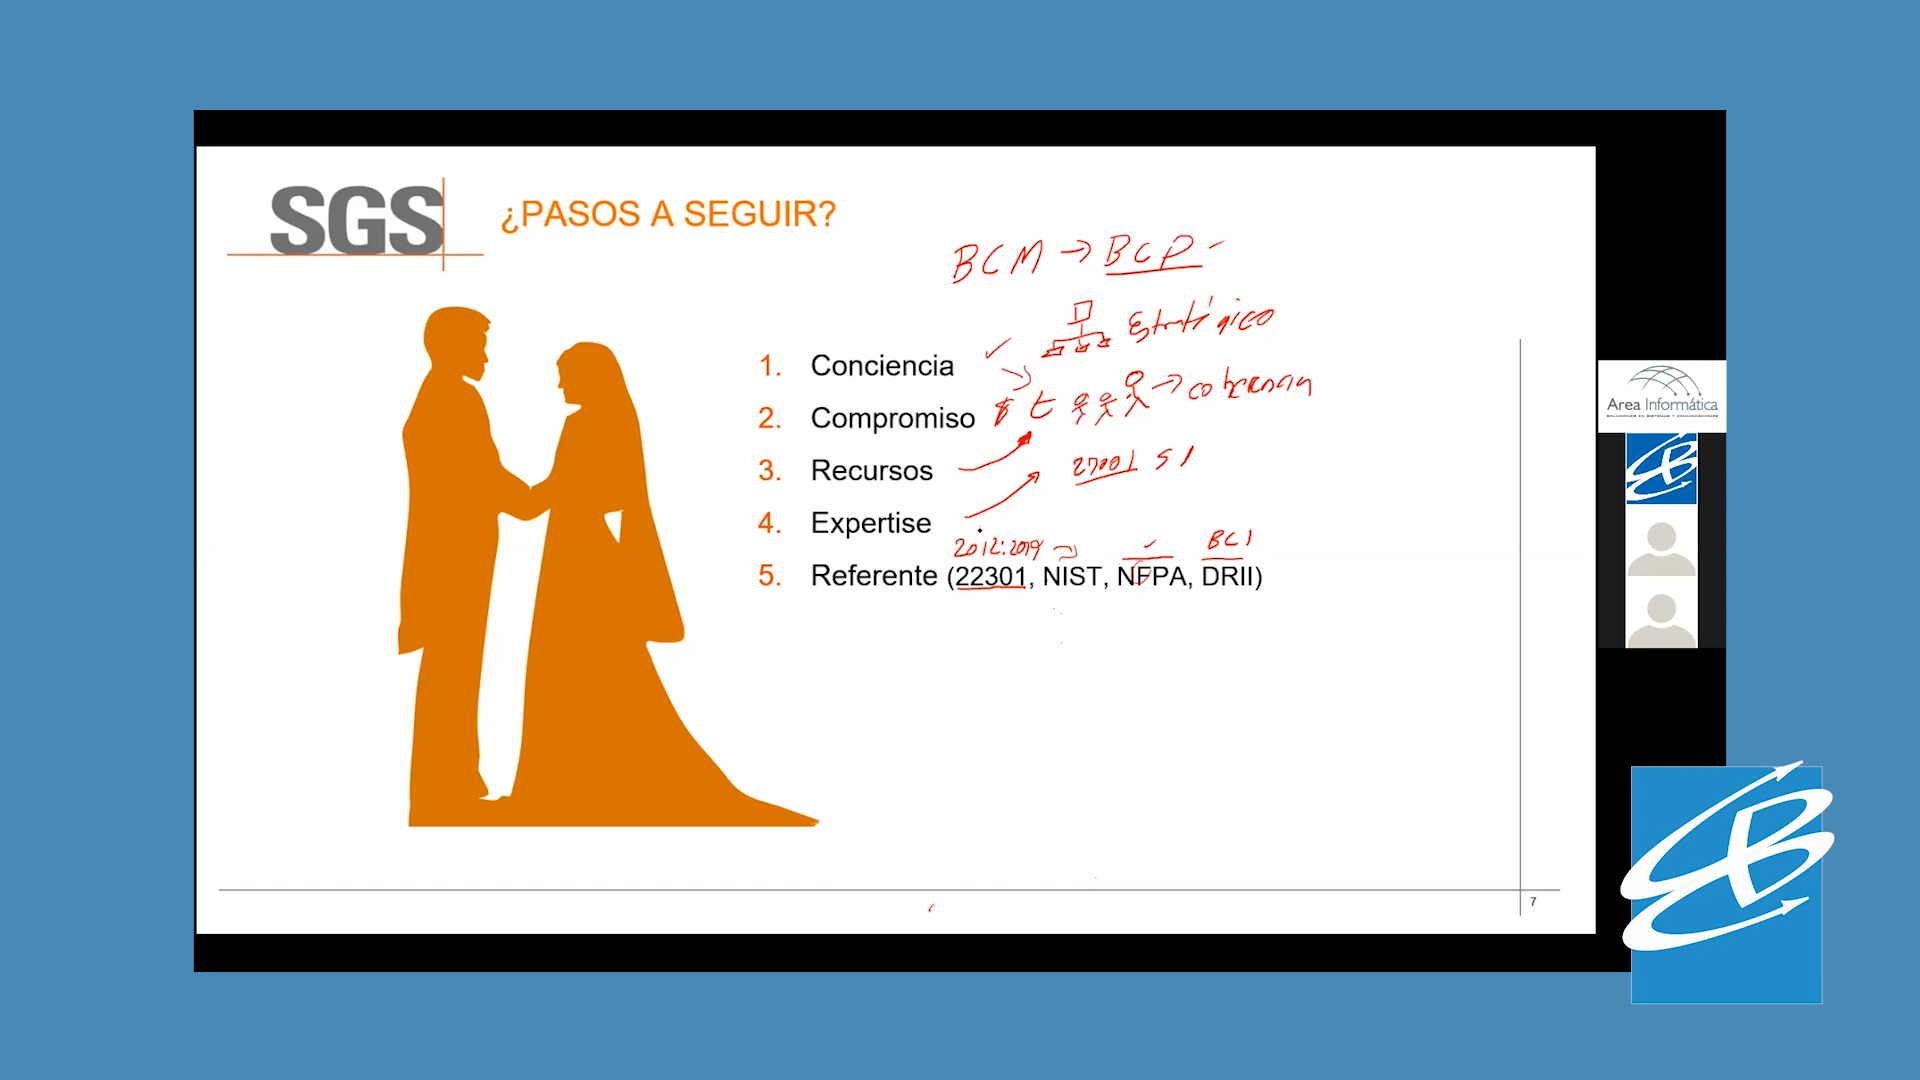 SGS
¿PASOS A SEGUIR?
BCM → BCP
Estratégico
1. Conciencia
2. Compromiso
3. Recursos
27001 SI
4. Expertise
2012:2019
BCI
5. Referente (22301, NIST, NFPA, DRII)
Area Informática
7